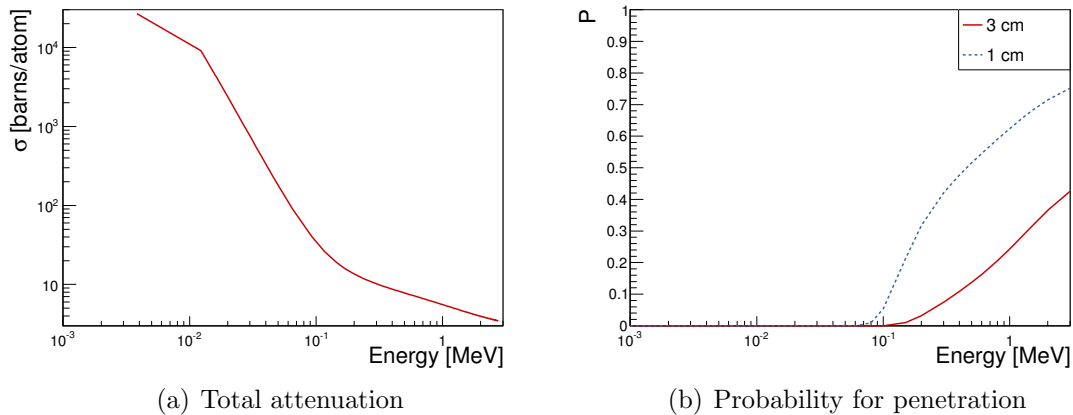 σ [barns/atom]
10⁴
10³
10²
10
10⁻³
10⁻²
10⁻¹
1
Energy [MeV]
(a) Total attenuation
P
1
0.9
0.8
0.7
0.6
0.5
0.4
0.3
0.2
0.1
0
3 cm
1 cm
10⁻³
10⁻²
10⁻¹
1
Energy [MeV]
(b) Probability for penetration